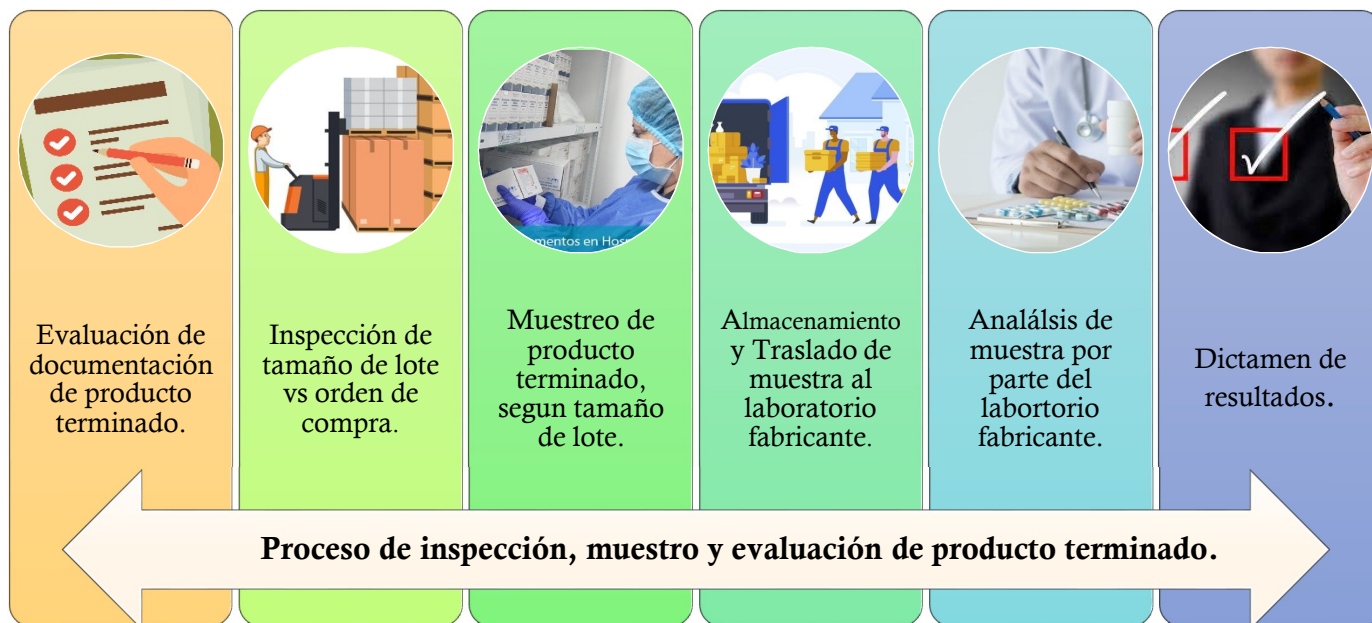 Evaluación de
documentación
de producto
terminado.
Inspección de
tamaño de lote
vs orden de
compra.
Muestreo de
producto
terminado,
segun tamaño
de lote.
Almacenamiento
y Traslado de
muestra al
laboratorio
fabricante.
Analálsis de
muestra por
parte del
labortorio
fabricante.
Dictamen de
resultados.
Proceso de inspección, muestro y evaluación de producto terminado.